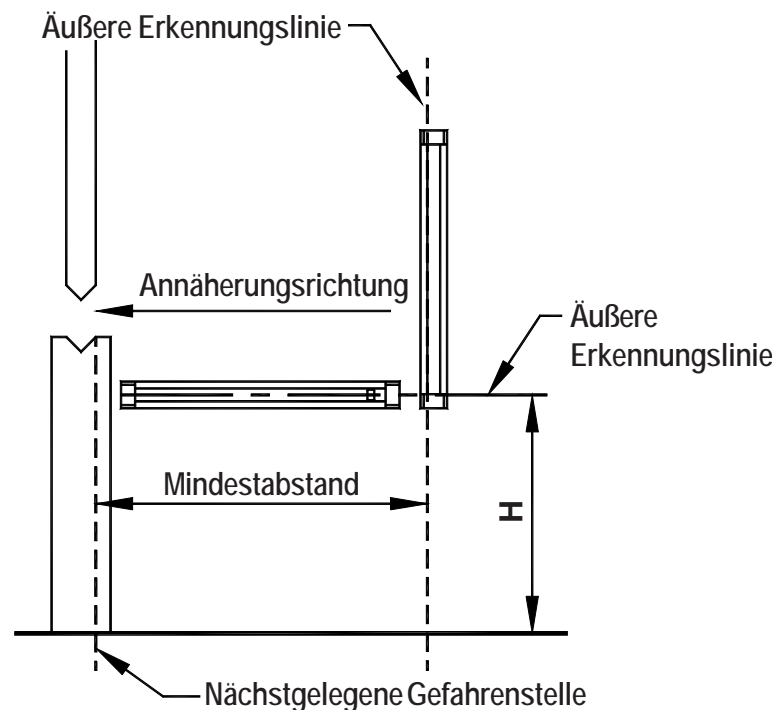 Äußere Erkennungslinie
Annäherungsrichtung
Äußere
Erkennungslinie
Mindestabstand
H
Nächstgelegene Gefahrenstelle